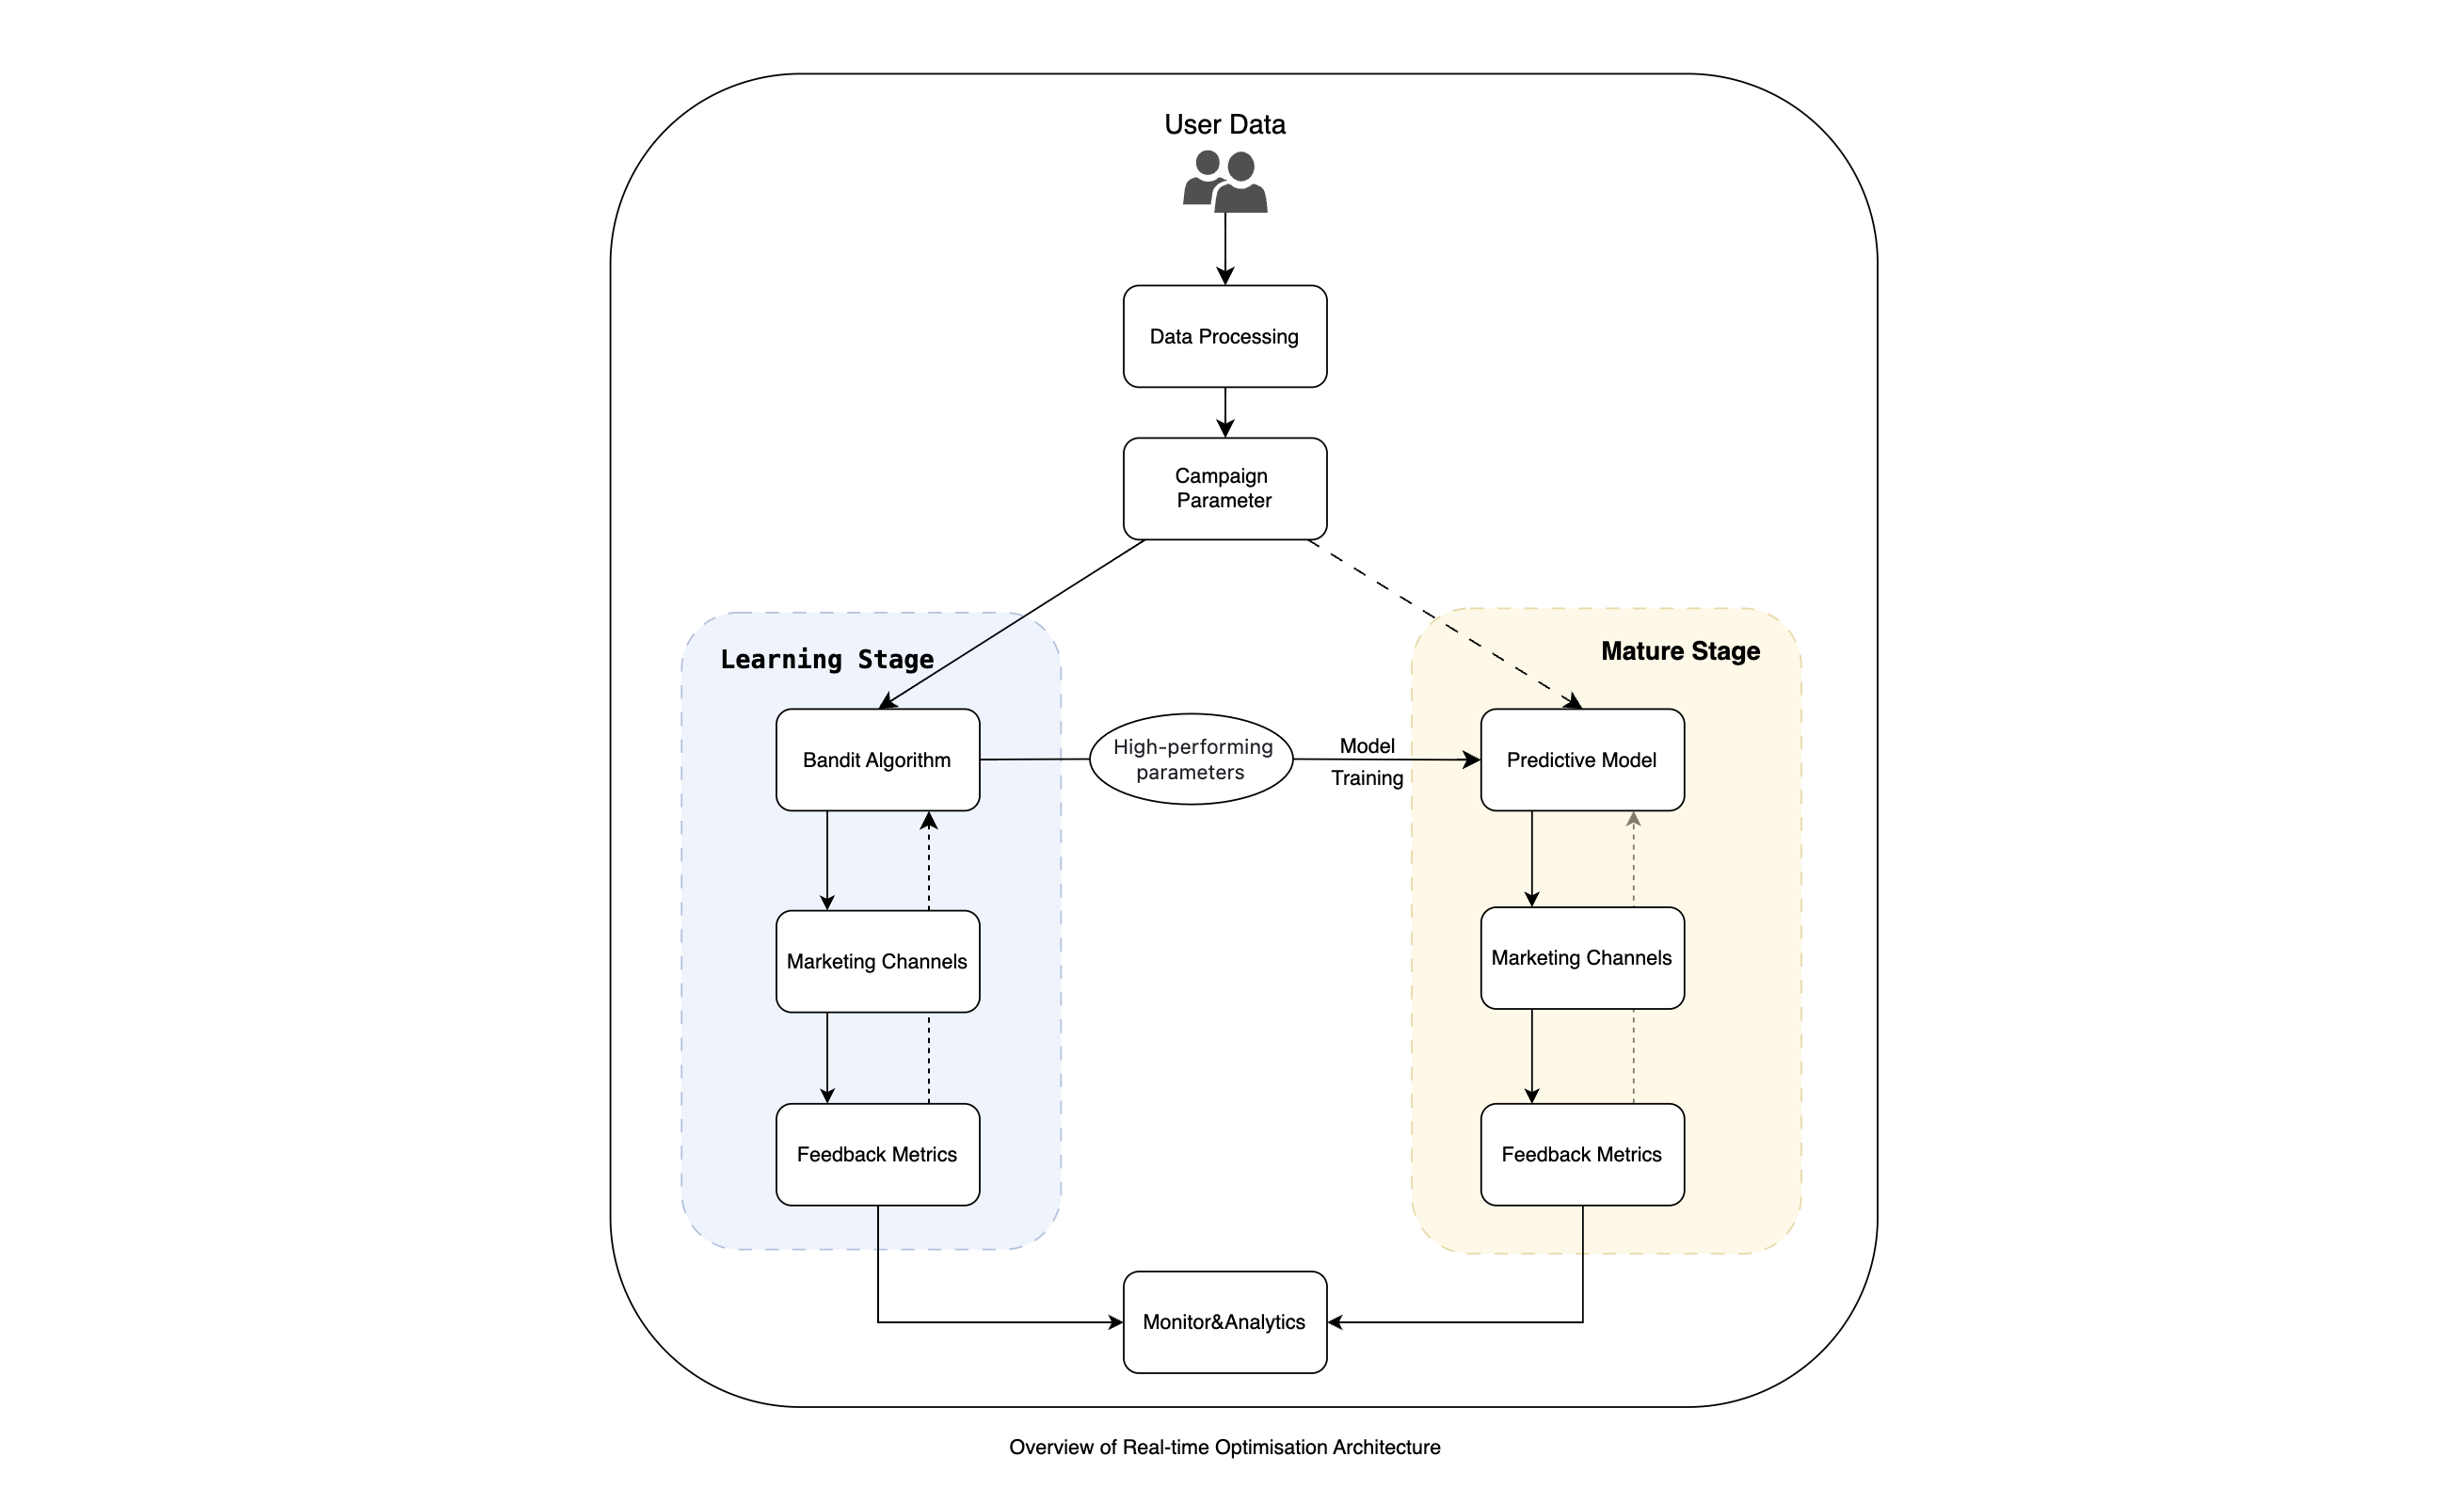 User Data
Data Processing
Campaign
Parameter
Learning Stage
Mature Stage
Bandit Algorithm
High-performing
parameters
Model
Training
Predictive Model
Marketing Channels
Marketing Channels
Feedback Metrics
Feedback Metrics
Monitor&Analytics
Overview of Real-time Optimisation Architecture